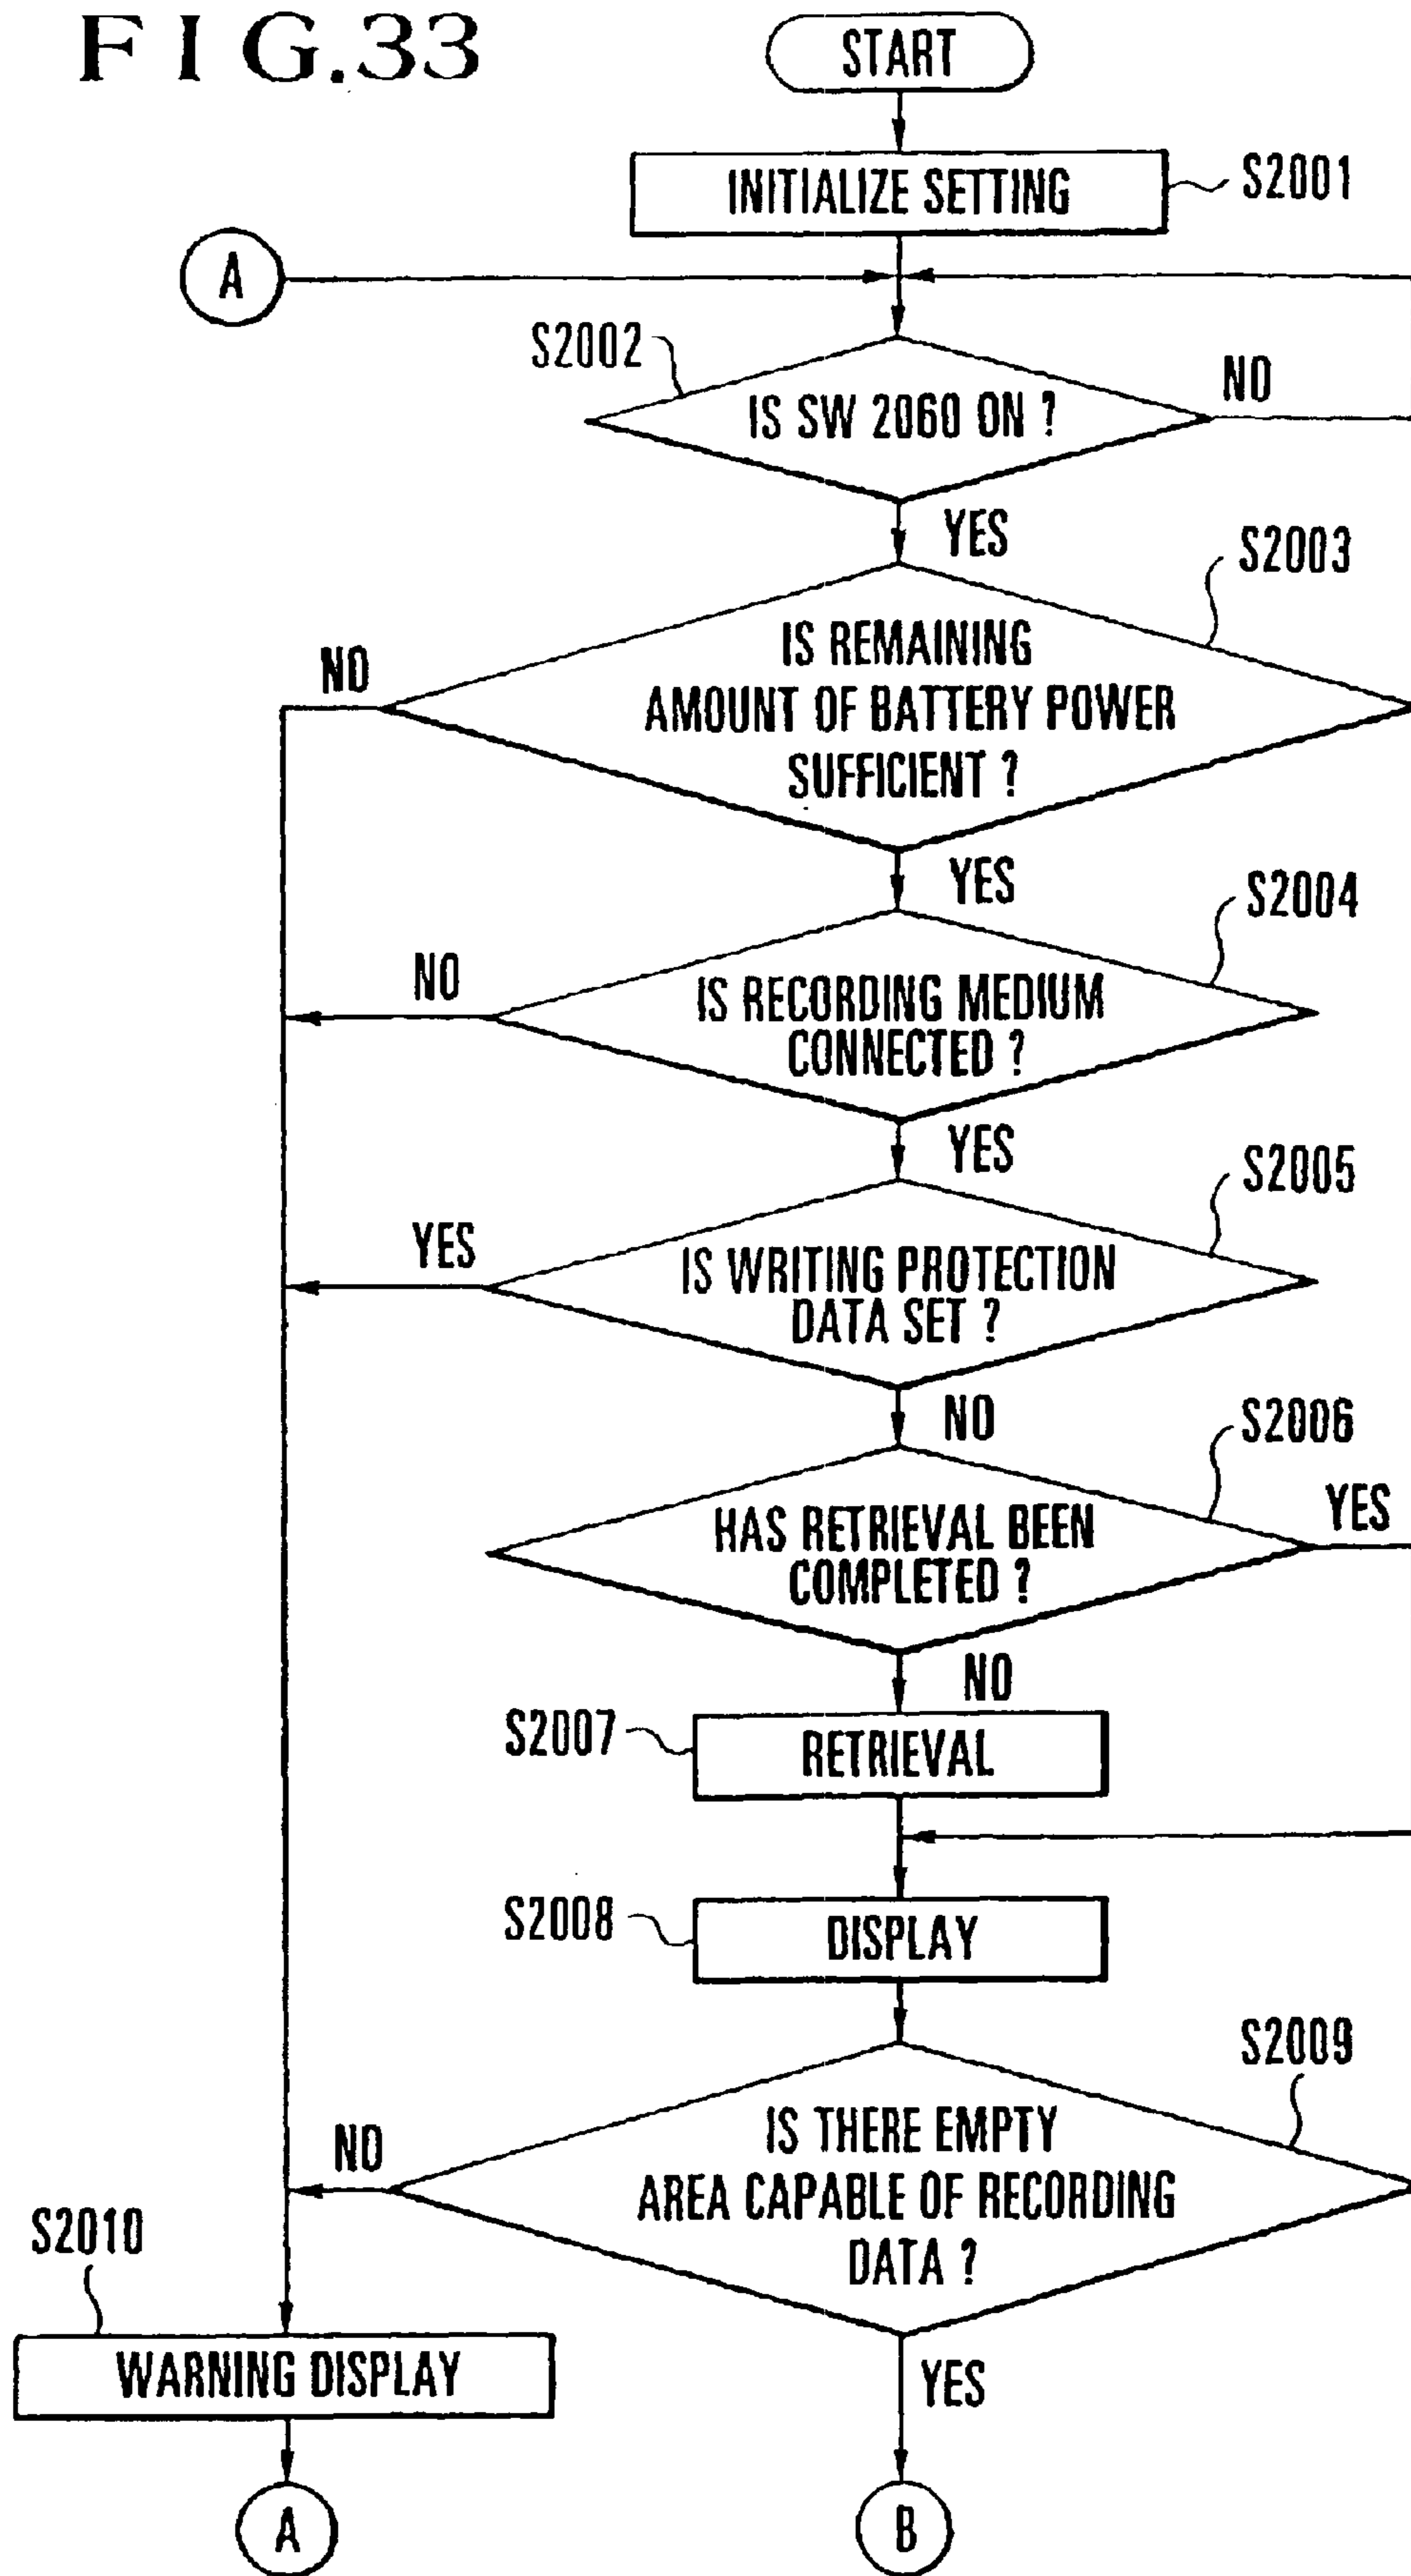 FIG.33
START
INITIALIZE SETTING
S2001
A
S2002
IS SW 2060 ON ?
NO
YES
S2003
IS REMAINING
AMOUNT OF BATTERY POWER
SUFFICIENT ?
NO
YES
S2004
IS RECORDING MEDIUM
CONNECTED ?
NO
YES
S2005
IS WRITING PROTECTION
DATA SET ?
YES
NO
S2006
HAS RETRIEVAL BEEN
COMPLETED ?
YES
NO
S2007
RETRIEVAL
S2008
DISPLAY
S2009
IS THERE EMPTY
AREA CAPABLE OF RECORDING
DATA ?
NO
S2010
WARNING DISPLAY
YES
A
B